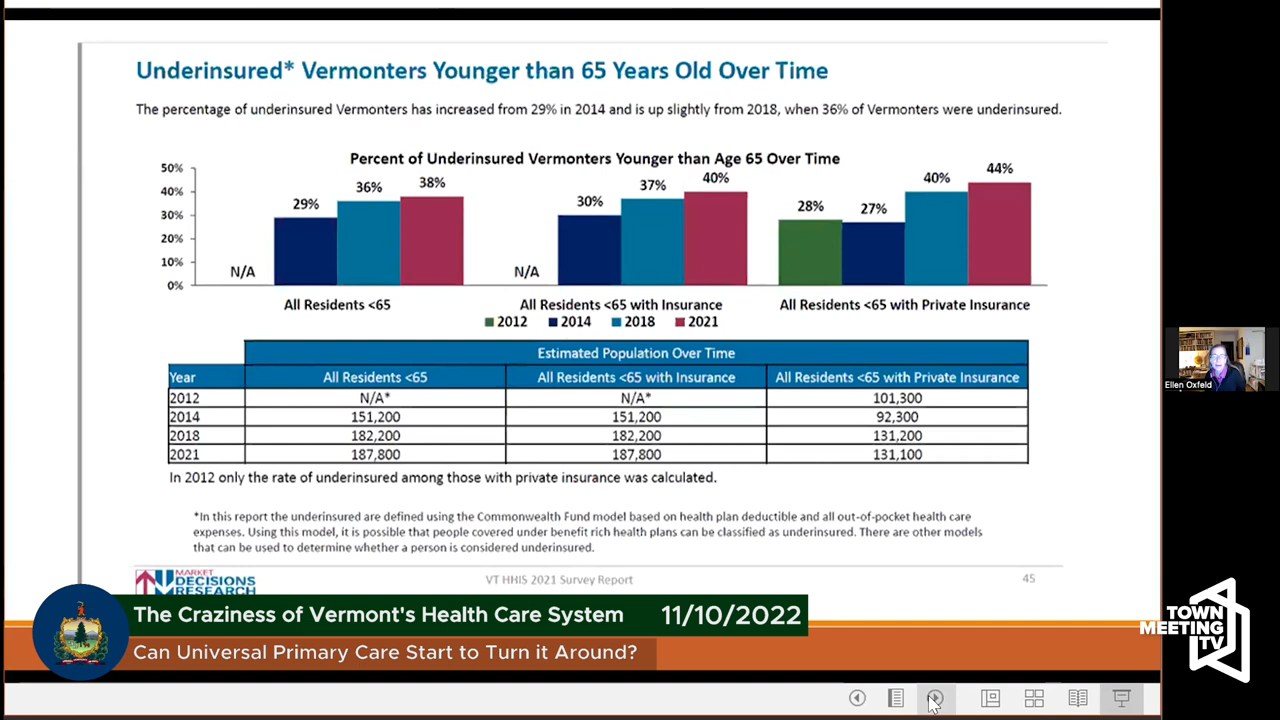 Underinsured* Vermonters Younger than 65 Years Old Over Time
The percentage of underinsured Vermonters has increased from 29% in 2014 and is up slightly from 2018, when 36% of Vermonters were underinsured.
Percent of Underinsured Vermonters Younger than Age 65 Over Time
50%
40%
30%
20%
10%
0%
N/A 29% 36% 38%
N/A 30% 37% 40%
28% 27% 40% 44%
All Residents <65 All Residents <65 with Insurance All Residents <65 with Private Insurance
2012 2014 2018 2021
Estimated Population Over Time
Year All Residents <65 All Residents <65 with Insurance All Residents <65 with Private Insurance
2012 N/A* N/A* 101,300
2014 151,200 151,200 92,300
2018 182,200 182,200 131,200
2021 187,800 187,800 131,100
In 2012 only the rate of underinsured among those with private insurance was calculated.
*In this report the underinsured are defined using the Commonwealth Fund model based on health plan deductible and all out-of-pocket health care
expenses. Using this model, it is possible that people covered under benefit rich health plans can be classified as underinsured. There are other models
that can be used to determine whether a person is considered underinsured.
MARKET
DECISIONS
RESEARCH
VT HHIS 2021 Survey Report 45
The Craziness of Vermont's Health Care System 11/10/2022
Can Universal Primary Care Start to Turn it Around?
Ellen Oxfeld
TOWN
MEETING
TV